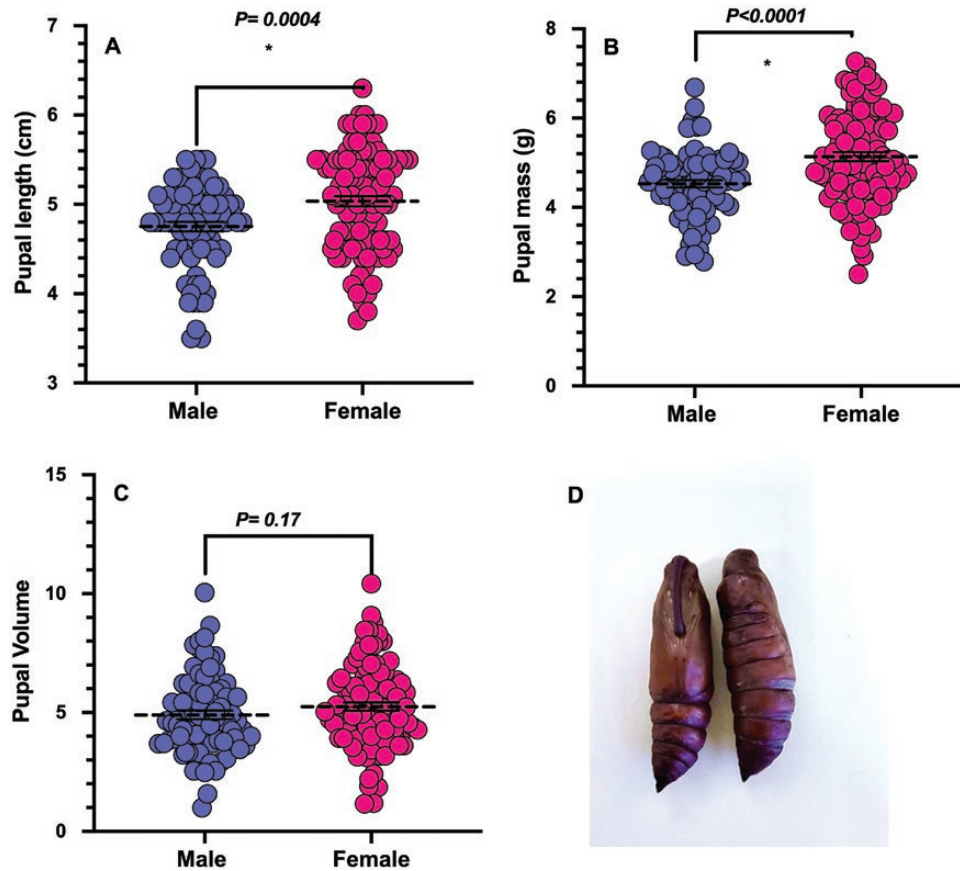 A
P= 0.0004
*
Pupal length (cm)
7
6
5
4
3
Male
Female
B
P<0.0001
*
Pupal mass (g)
8
6
4
2
0
Male
Female
C
P= 0.17
Pupal Volume
15
10
5
0
Male
Female
D